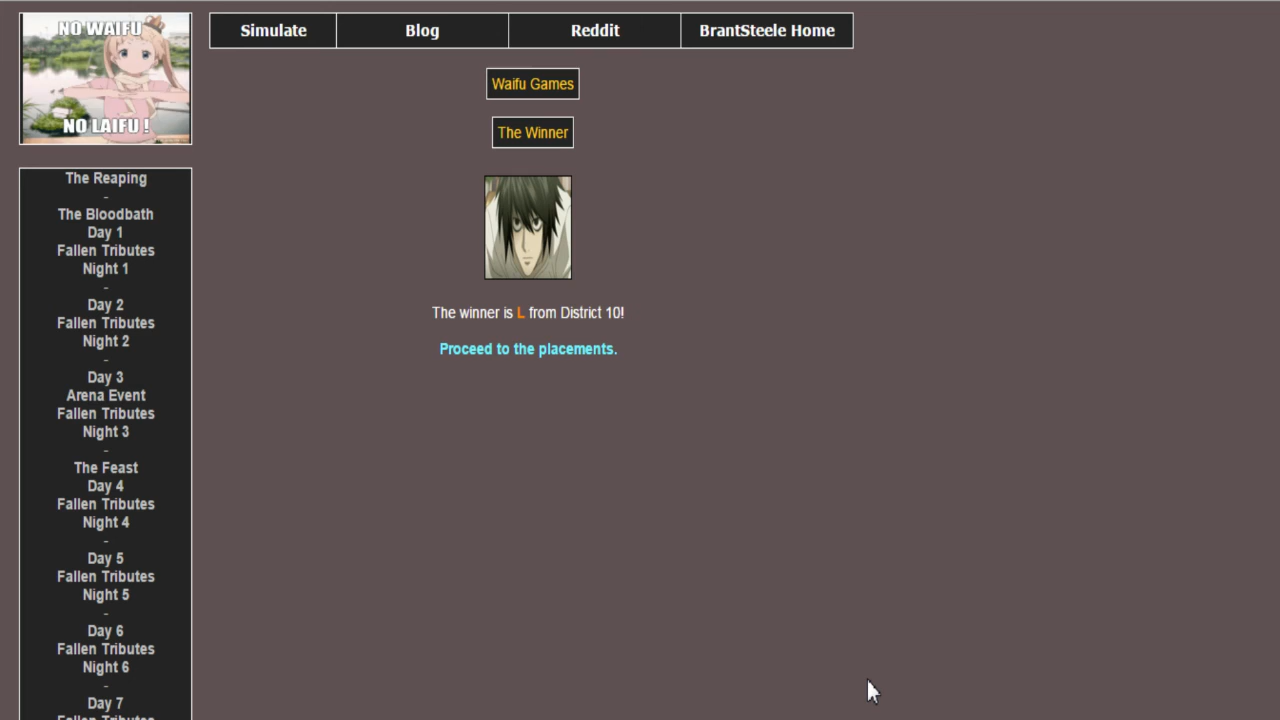 NO WAIFU
NO LAIFU !
Simulate
Blog
Reddit
BrantSteele Home
Waifu Games
The Winner
The winner is L from District 10!
Proceed to the placements.
The Reaping
-
The Bloodbath
Day 1
Fallen Tributes
Night 1
-
Day 2
Fallen Tributes
Night 2
-
Day 3
Arena Event
Fallen Tributes
Night 3
-
The Feast
Day 4
Fallen Tributes
Night 4
-
Day 5
Fallen Tributes
Night 5
-
Day 6
Fallen Tributes
Night 6
-
Day 7
Fallen Tributes